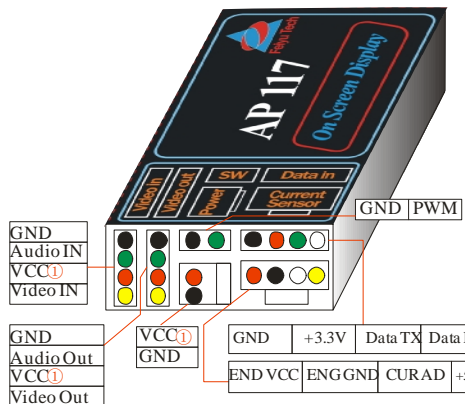 Feiyu Tech
AP 117
On Screen Display
Video in
Video out
SW
Data In
Power
Current
Sensor
GND PWM
GND
Audio IN
VCC①
Video IN
GND
Audio Out
VCC①
Video Out
VCC①
GND
GND +3.3V Data TX Data
END VCC ENG GND CUR AD